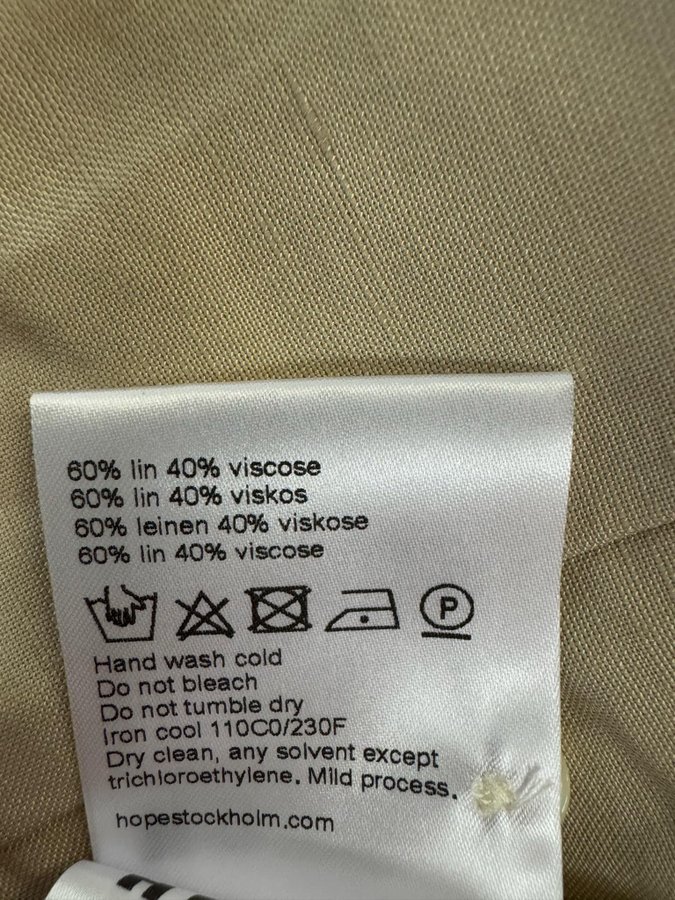 60% lin 40% viscose
60% lin 40% viskos
60% leinen 40% viskose
60% lin 40% viscose
P
Hand wash cold
Do not bleach
Do not tumble dry
Iron cool 110C0/230F
Dry clean, any solvent except
trichloroethylene. Mild process.
hopestockholm.com